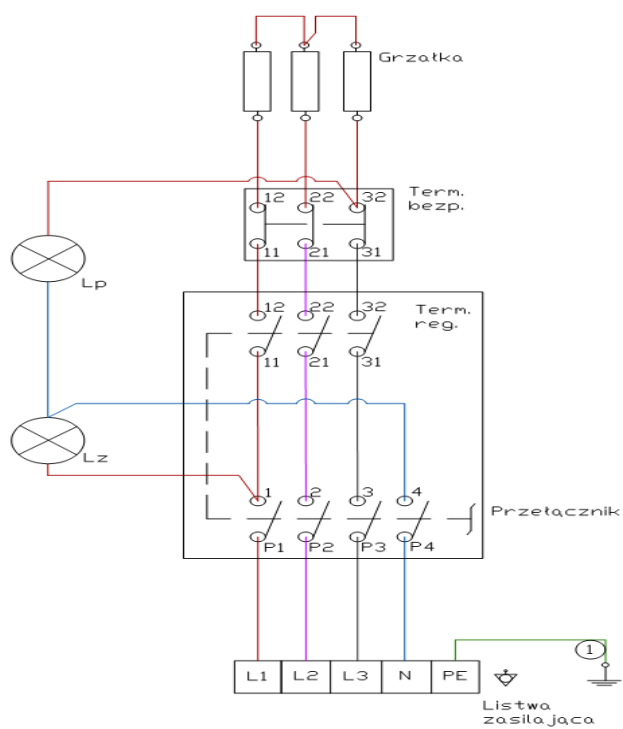 Grzałka
Term.
bezp.
12 22 32
11 21 31
Lp
Term.
reg.
12 22 32
11 21 31
Lz
1 2 3 4
Przełącznik
P1 P2 P3 P4
1
L1 L2 L3 N PE
Listwa
zasilająca